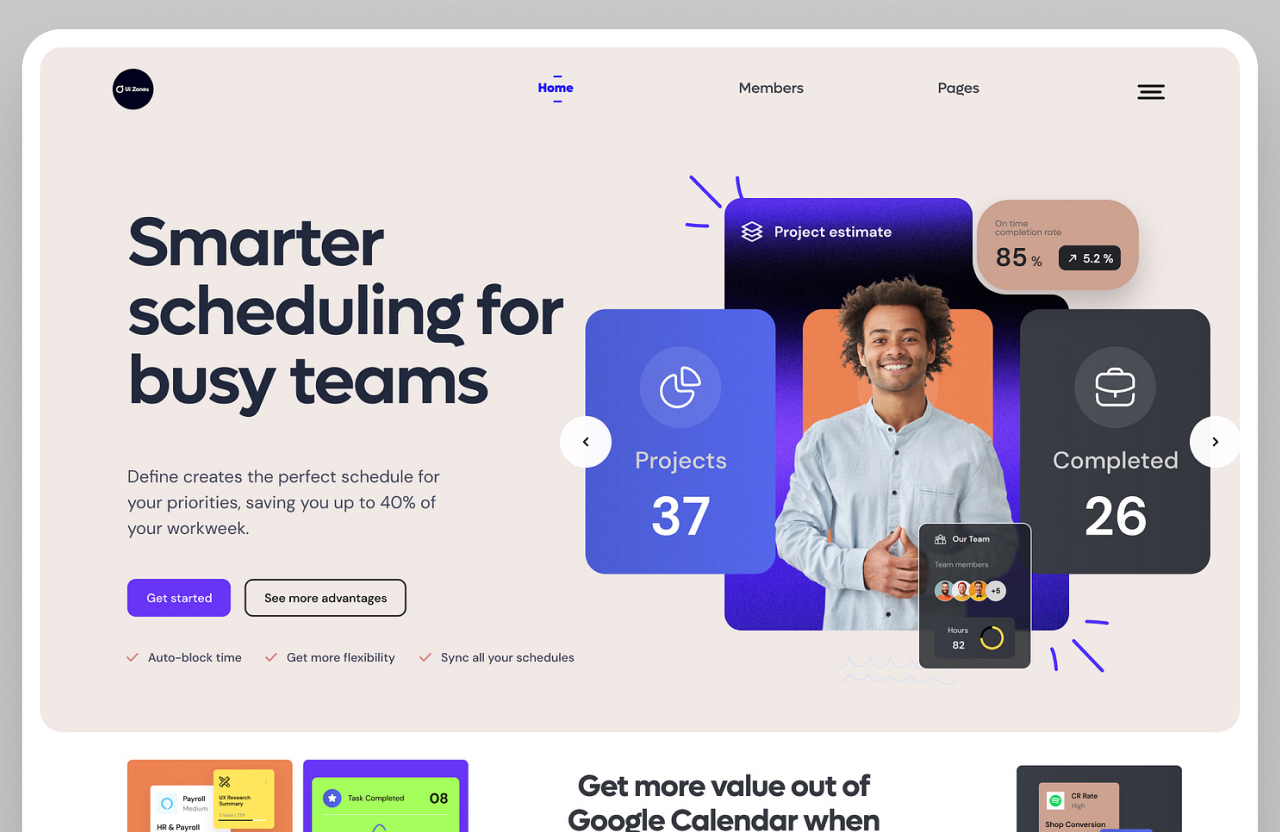 Ui Zones
Home
Members
Pages
Smarter
scheduling for
busy teams
Define creates the perfect schedule for
your priorities, saving you up to 40% of
your workweek.
Get started
See more advantages
Auto-block time
Get more flexibility
Sync all your schedules
Project estimate
On time
completion rate
85 %
5.2 %
Projects
37
Completed
26
Our Team
Team members
+5
Hours
82
Payroll
Medium
HR & Payroll
UX Research
Summary
Task Completed
08
Get more value out of
Google Calendar when
CR Rate
High
Shop Conversion